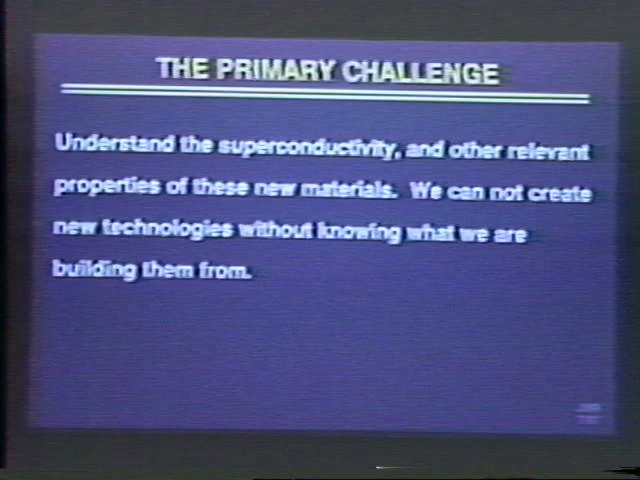 THE PRIMARY CHALLENGE
Understand the superconductivity, and other relevant
properties of these new materials. We can not create
new technologies without knowing what we are
building them from.